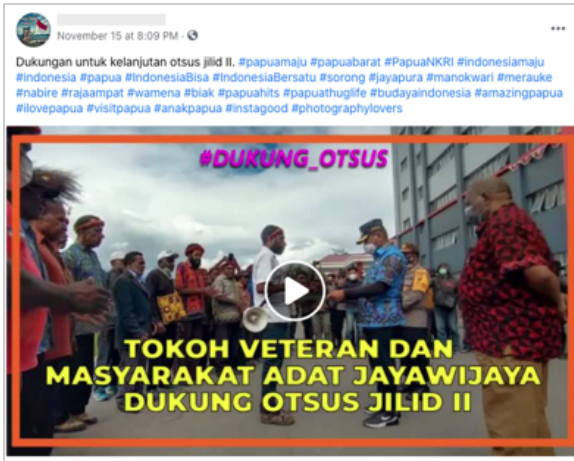 November 15 at 8:09 PM ·
Dukungan untuk kelanjutan otsus jilid II. #papuamaju #papuabarat #PapuaNKRI #indonesiamaju
#indonesia #papua #IndonesiaBisa #IndonesiaBersatu #sorong #jayapura #manokwari #merauke
#nabire #rajaampat #wamena #biak #papuahits #papuathuglife #budayaindonesia #amazingpapua
#ilovepapua #visitpapua #anakpapua #instagood #photographylovers
#DUKUNG_OTSUS
TOKOH VETERAN DAN
MASYARAKAT ADAT JAYAWIJAYA
DUKUNG OTSUS JILID II